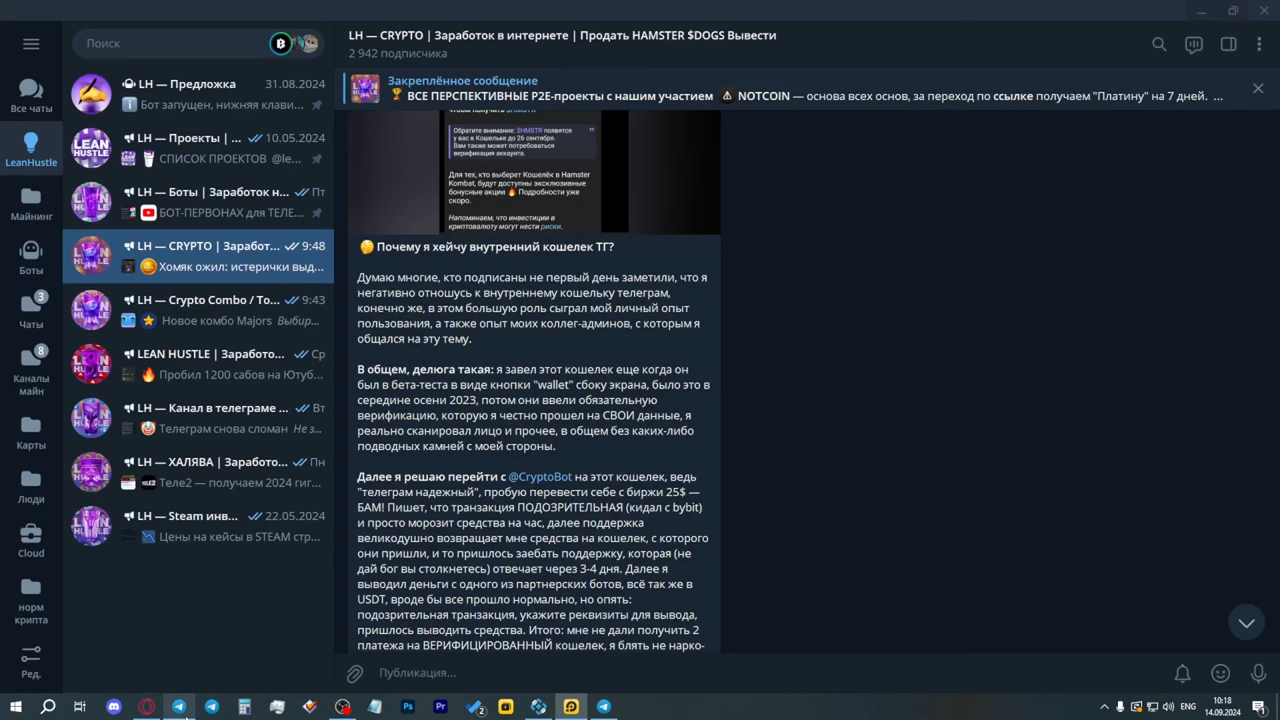 Поиск
LH — CRYPTO | Заработок в интернете | Продать HAMSTER $DOGS Вывести
2 942 подписчика
Закреплённое сообщение
ВСЕ ПЕРСПЕКТИВНЫЕ P2E-проекты с нашим участием NOTCOIN — основа всех основ, за переход по ссылке получаем "Платину" на 7 дней. ...
Все чаты
LeanHustle
Майнинг
Боты
3
Чаты
8
Каналы
майн
Карты
Люди
Cloud
норм
крипта
Ред.
LH — Предложка 31.08.2024
Бот запущен, нижняя клави...
LH — Проекты | ... 10.05.2024
СПИСОК ПРОЕКТОВ @le...
LH — Боты | Заработок н... Пт
БОТ-ПЕРВОНАХ для ТЕЛЕ...
LH — CRYPTO | Заработ... 9:48
Хомяк ожил: истерички выд...
LH — Crypto Combo / To... 9:43
Новое комбо Majors Выбир...
LEAN HUSTLE | Заработо... Ср
Пробил 1200 сабов на Ютуб...
LH — Канал в телеграме ... Вт
Телеграм снова сломан Не з...
LH — ХАЛЯВА | Заработо... Пн
Теле2 — получаем 2024 гиг...
LH — Steam инв... 22.05.2024
Цены на кейсы в STEAM стр...
Обратите внимание: $HMSTR появятся
у вас в Кошельке до 26 сентября.
Вам также может потребоваться
верификация аккаунта.
Для тех, кто выберет Кошелёк в Hamster
Kombat, будут доступны эксклюзивные
бонусные акции Подробности уже
скоро.
Напоминаем, что инвестиции в
криптовалюту могут нести риски.
Почему я хейчу внутренний кошелек ТГ?
Думаю многие, кто подписаны не первый день заметили, что я
негативно отношусь к внутреннему кошельку телеграм,
конечно же, в этом большую роль сыграл мой личный опыт
пользования, а также опыт моих коллег-админов, с которым я
общался на эту тему.
В общем, делюга такая: я завел этот кошелек еще когда он
был в бета-теста в виде кнопки "wallet" сбоку экрана, было это в
середине осени 2023, потом они ввели обязательную
верификацию, которую я честно прошел на СВОИ данные, я
реально сканировал лицо и прочее, в общем без каких-либо
подводных камней с моей стороны.
Далее я решаю перейти с @CryptoBot на этот кошелек, ведь
"телеграм надежный", пробую перевести себе с биржи 25$ —
БАМ! Пишет, что транзакция ПОДОЗРИТЕЛЬНАЯ (кидал с bybit)
и просто морозит средства на час, далее поддержка
великодушно возвращает мне средства на кошелек, с которого
они пришли, и то пришлось заебать поддержку, которая (не
дай бог вы столкнетесь) отвечает через 3-4 дня. Далее я
выводил деньги с одного из партнерских ботов, всё так же в
USDT, вроде бы все прошло нормально, но опять:
подозрительная транзакция, укажите реквизиты для вывода,
пришлось выводить средства. Итого: мне не дали получить 2
платежа на ВЕРИФИЦИРОВАННЫЙ кошелек, я блять не нарко-
Публикация...
Ps
Pr
2
ENG
10:18
14.09.2024
1